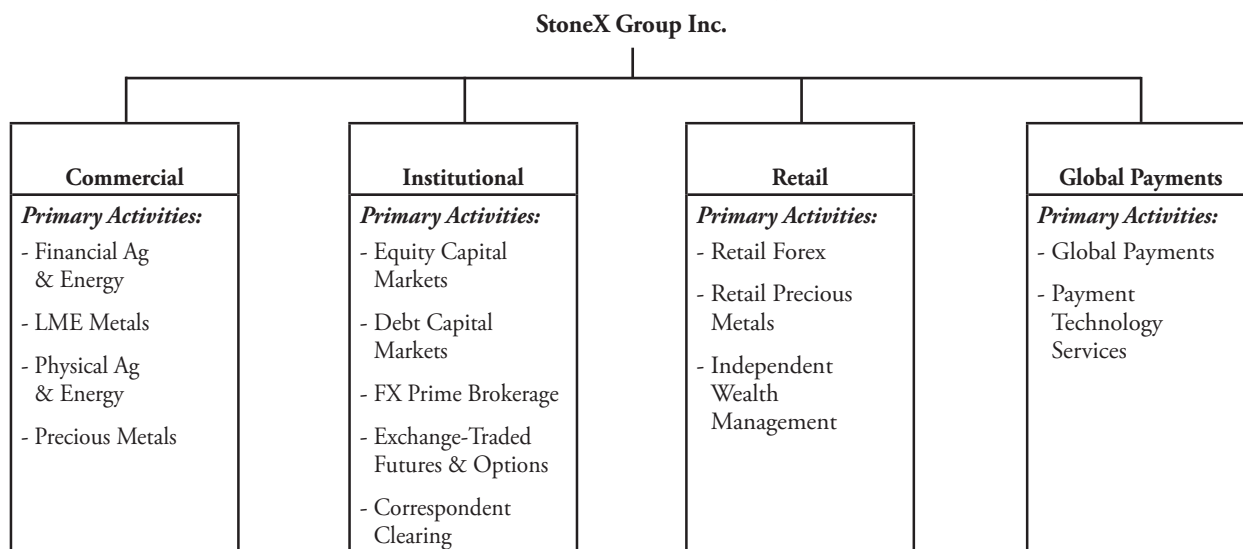 StoneX Group Inc.
Commercial
Primary Activities:
- Financial Ag
& Energy
- LME Metals
- Physical Ag
& Energy
- Precious Metals
Institutional
Primary Activities:
- Equity Capital
Markets
- Debt Capital
Markets
- FX Prime Brokerage
- Exchange-Traded
Futures & Options
- Correspondent
Clearing
Retail
Primary Activities:
- Retail Forex
- Retail Precious
Metals
- Independent
Wealth
Management
Global Payments
Primary Activities:
- Global Payments
- Payment
Technology
Services